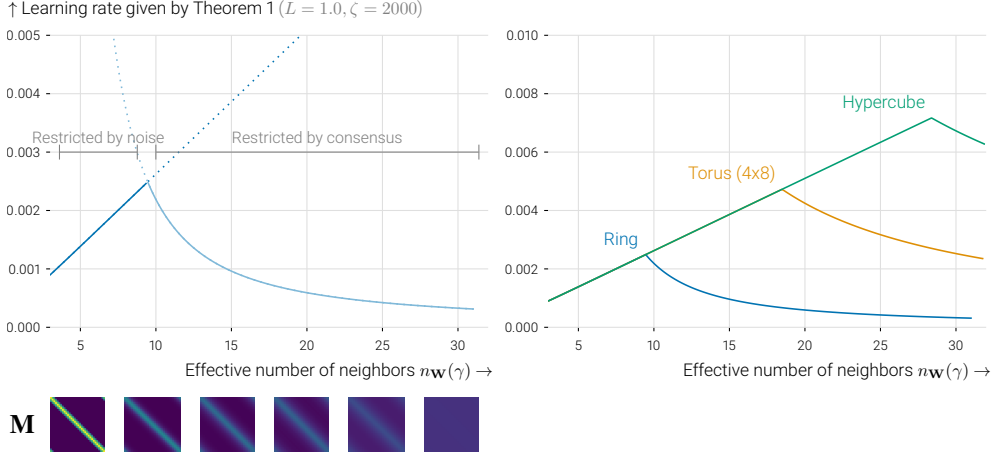 ↑ Learning rate given by Theorem 1 (L = 1.0, ζ = 2000)
0.005
0.004
0.003
0.002
0.001
0.000
Restricted by noise
Restricted by consensus
5 10 15 20 25 30
Effective number of neighbors n_W(γ) →
0.010
0.008
0.006
0.004
0.002
0.000
Hypercube
Torus (4x8)
Ring
5 10 15 20 25 30
Effective number of neighbors n_W(γ) →
M